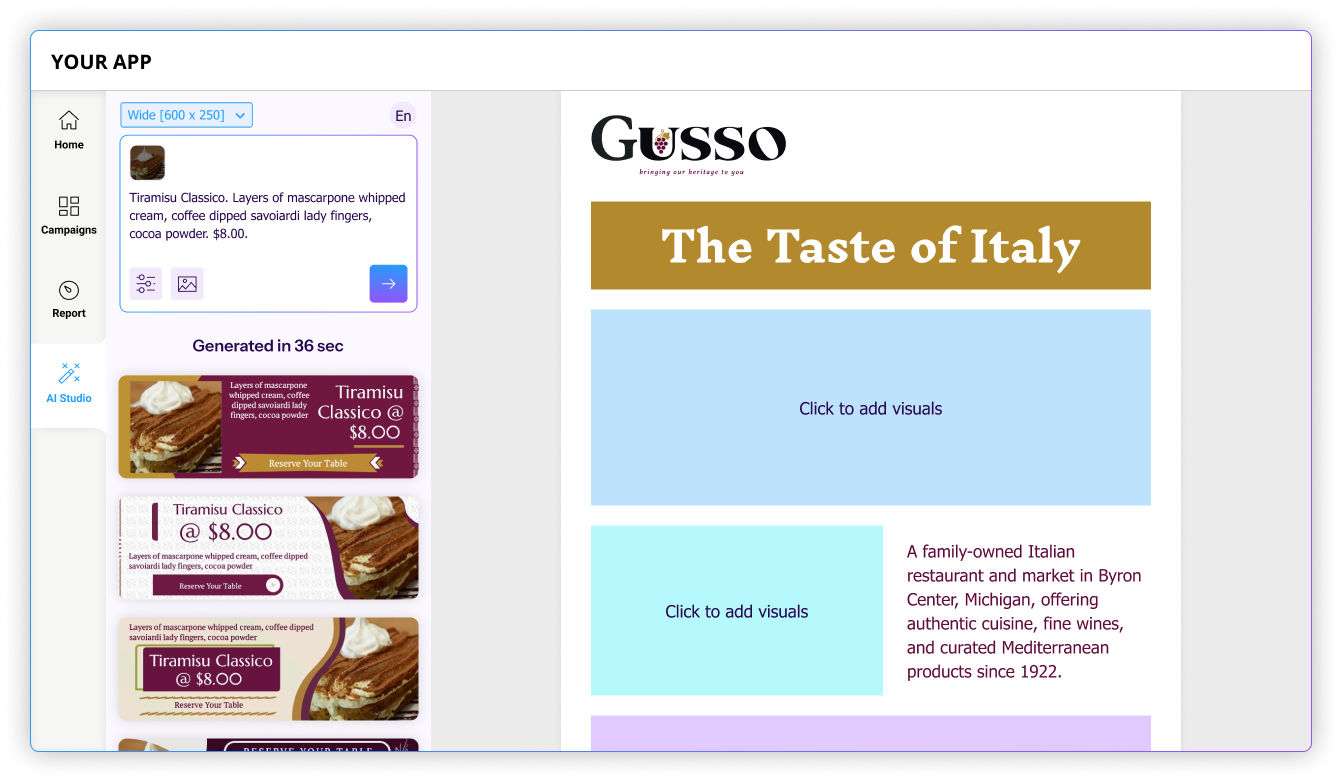 YOUR APP
Home
Campaigns
Report
AI Studio
Wide [600 x 250]
En
Tiramisu Classico. Layers of mascarpone whipped
cream, coffee dipped savoiardi lady fingers,
cocoa powder. $8.00.
Generated in 36 sec
Layers of mascarpone
whipped cream, coffee
dipped savoiardi lady
fingers, cocoa powder
Tiramisu
Classico @
$8.00
Reserve Your Table
Tiramisu Classico
@ $8.00
Layers of mascarpone whipped cream, coffee dipped
savoiardi lady fingers, cocoa powder
Reserve Your Table
Layers of mascarpone whipped cream, coffee dipped
savoiardi lady fingers, cocoa powder
Tiramisu Classico
@ $8.00
Reserve Your Table
RESERVE YOUR TABLE
GUSSO
bringing our heritage to you
The Taste of Italy
Click to add visuals
Click to add visuals
A family-owned Italian
restaurant and market in Byron
Center, Michigan, offering
authentic cuisine, fine wines,
and curated Mediterranean
products since 1922.